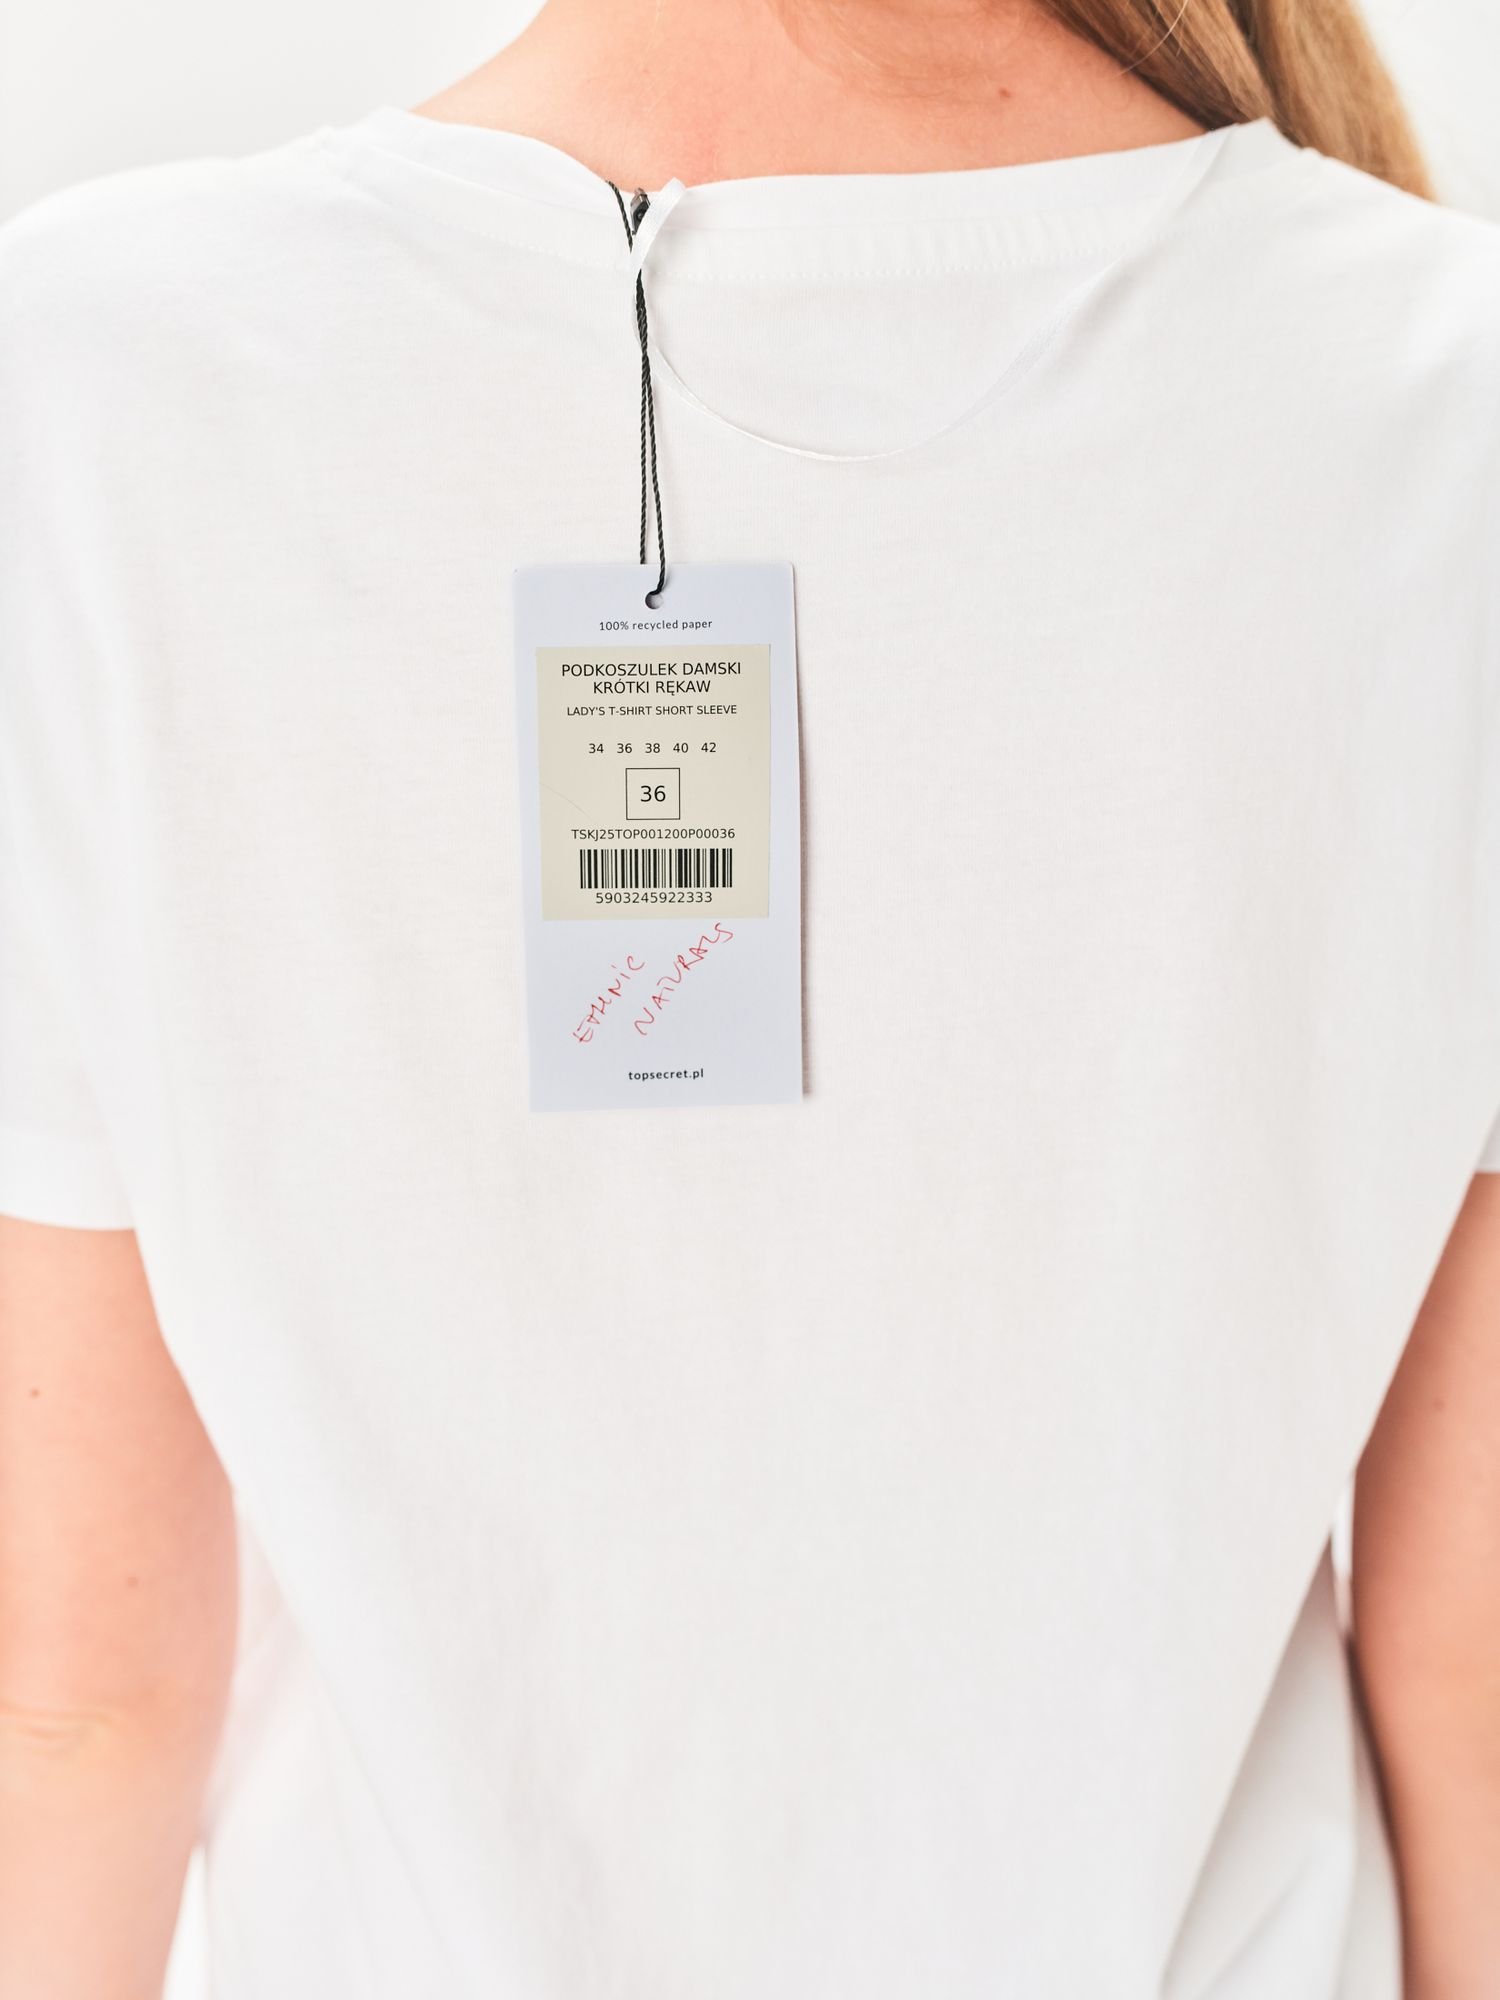 100% recycled paper
PODKOSZULEK DAMSKI
KRÓTKI RĘKAW
LADY'S T-SHIRT SHORT SLEEVE
34 36 38 40 42
36
TSKJ25TOP001200P00036
5903245922333
ETHNIC
NATURALS
topsecret.pl